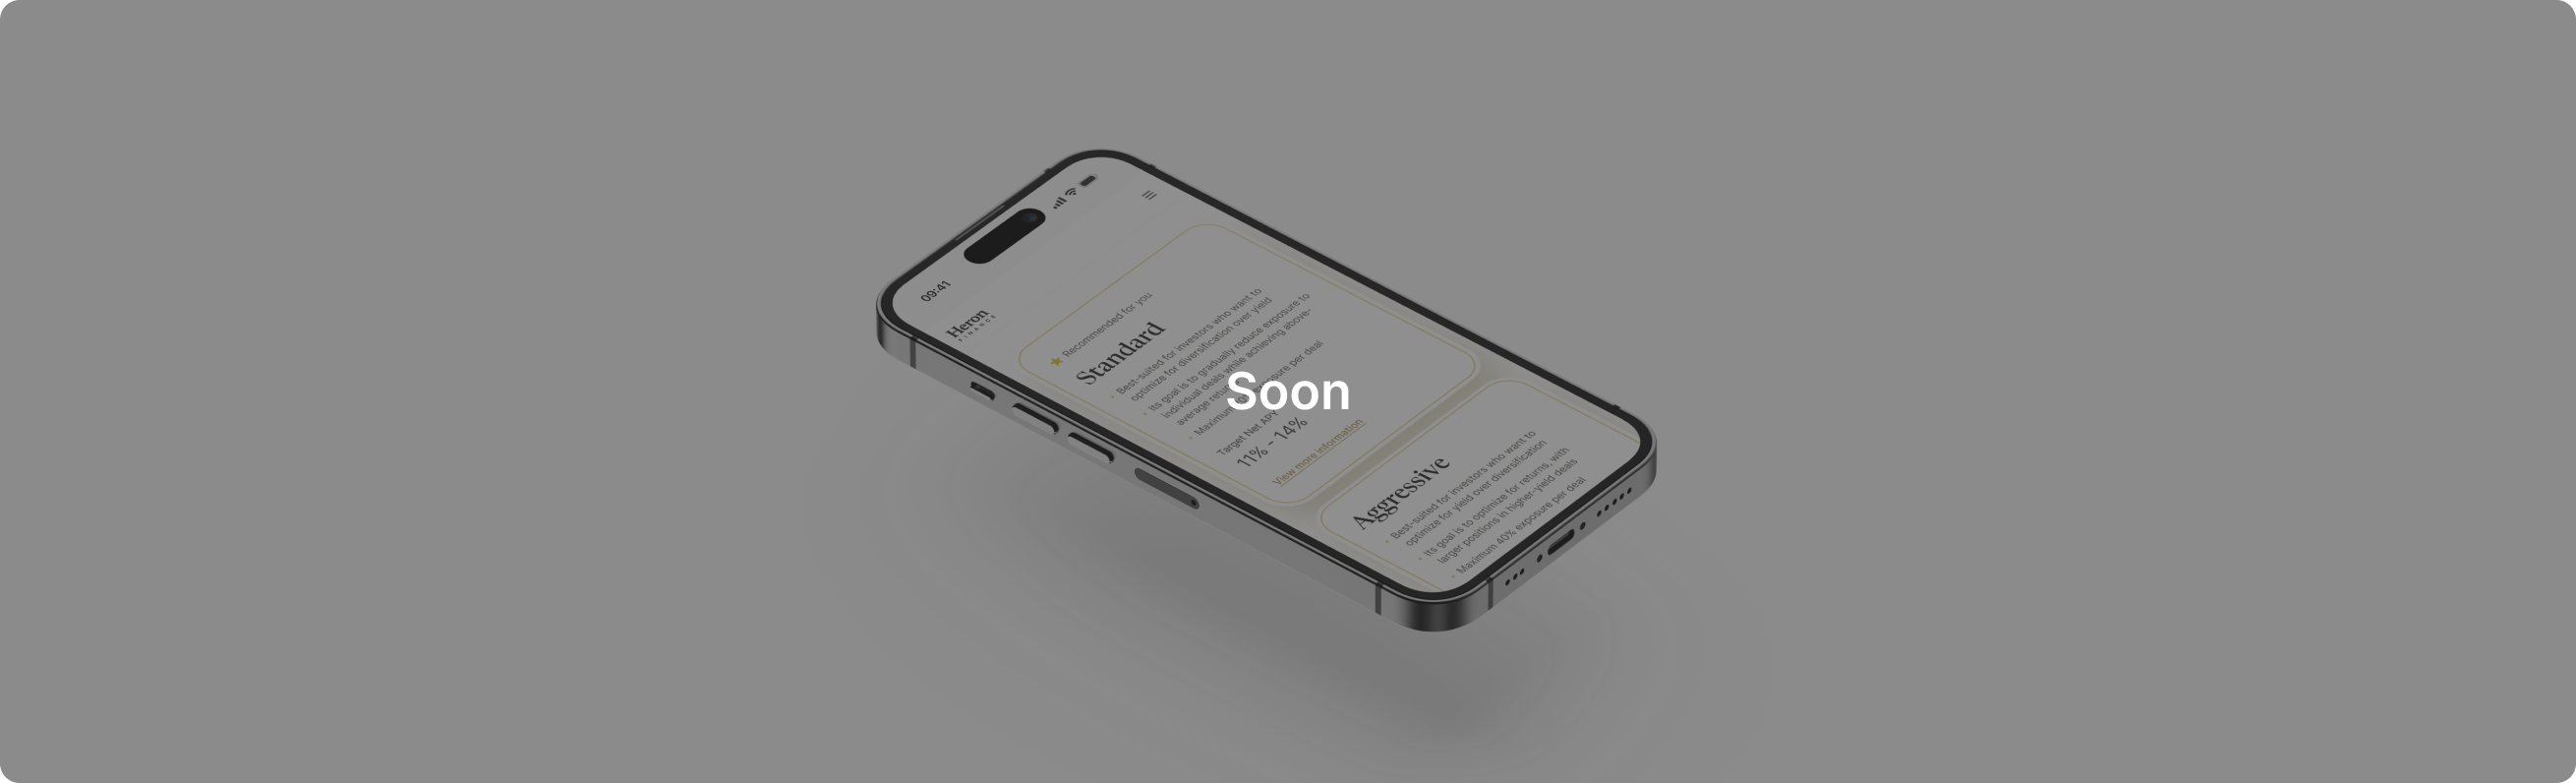 09:41
Heron
FINANCE
Recommended for you
Standard
· Best-suited for investors who want to
optimize for diversification over yield
· Its goal is to gradually reduce exposure to
individual deals while achieving above-
average
· Maximum exposure per deal
Target Net APY
11% - 14%
View more information
Soon
Aggressive
· Best-suited for investors who want to
optimize for yield over diversification
· Its goal is to optimize for returns, with
larger positions in higher-yield deals
· Maximum 40% exposure per deal